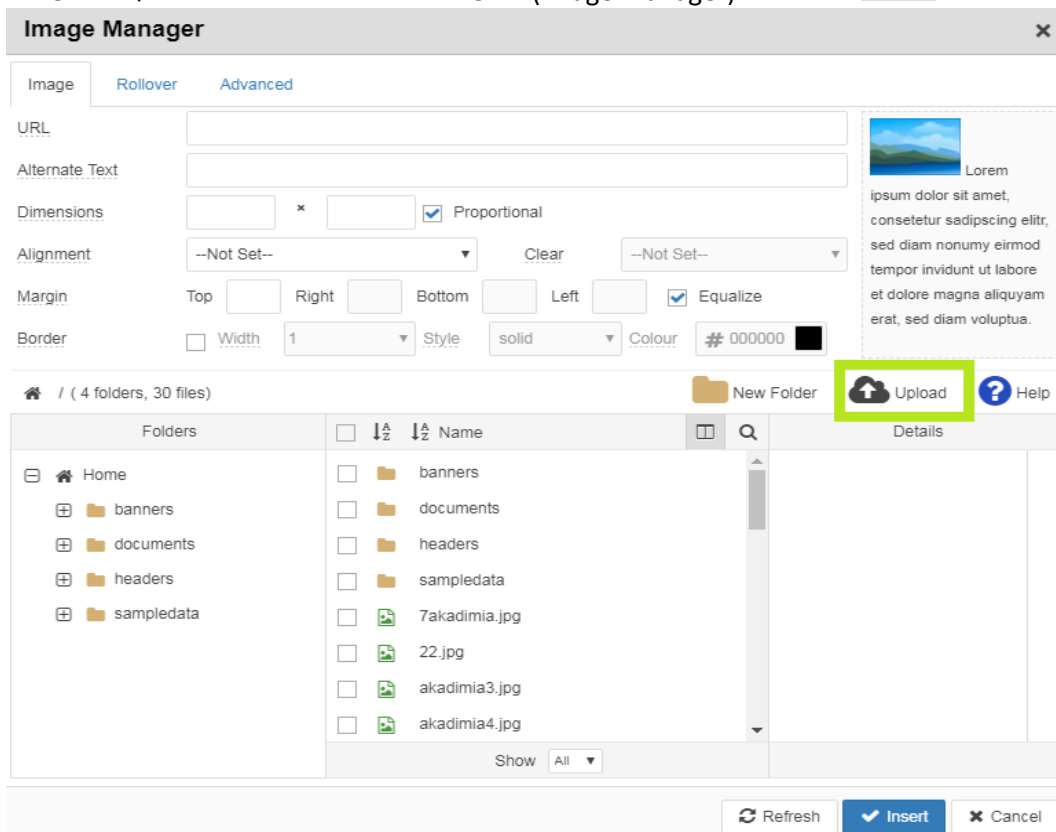 (Image Manager)
Image Manager
Image Rollover Advanced
URL
Alternate Text
Dimensions × Proportional
Alignment --Not Set-- Clear --Not Set--
Margin Top Right Bottom Left Equalize
Border Width 1 Style solid Colour # 000000
Lorem
ipsum dolor sit amet,
consetetur sadipscing elitr,
sed diam nonumy eirmod
tempor invidunt ut labore
et dolore magna aliquyam
erat, sed diam voluptua.
/ ( 4 folders, 30 files) New Folder Upload ? Help
Folders Name Details
Home
banners
documents
headers
sampledata
banners
documents
headers
sampledata
7akadimia.jpg
22.jpg
akadimia3.jpg
akadimia4.jpg
Show All
Refresh Insert Cancel